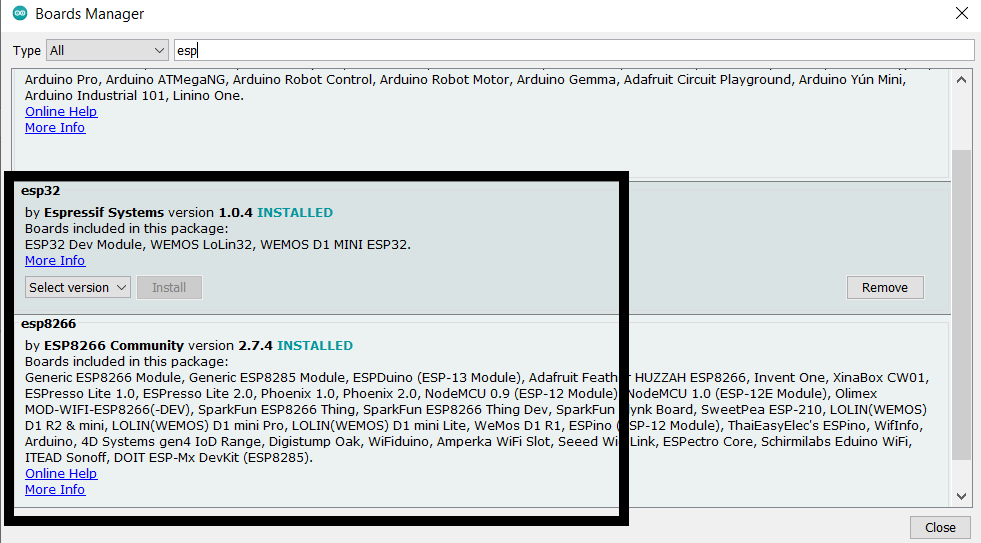 Boards Manager
Type All esp
Arduino Pro, Arduino ATMegaNG, Arduino Robot Control, Arduino Robot Motor, Arduino Gemma, Adafruit Circuit Playground, Arduino Yún Mini,
Arduino Industrial 101, Linino One.
Online Help
More Info
esp32
by Espressif Systems version 1.0.4 INSTALLED
Boards included in this package:
ESP32 Dev Module, WEMOS LoLin32, WEMOS D1 MINI ESP32.
More Info
Select version Install Remove
esp8266
by ESP8266 Community version 2.7.4 INSTALLED
Boards included in this package:
Generic ESP8266 Module, Generic ESP8285 Module, ESPDuino (ESP-13 Module), Adafruit Feather HUZZAH ESP8266, Invent One, XinaBox CW01,
ESPresso Lite 1.0, ESPresso Lite 2.0, Phoenix 1.0, Phoenix 2.0, NodeMCU 0.9 (ESP-12 Module), NodeMCU 1.0 (ESP-12E Module), Olimex
MOD-WIFI-ESP8266(-DEV), SparkFun ESP8266 Thing, SparkFun ESP8266 Thing Dev, SparkFun Blynk Board, SweetPea ESP-210, LOLIN(WEMOS)
D1 R2 & mini, LOLIN(WEMOS) D1 mini Pro, LOLIN(WEMOS) D1 mini Lite, WeMos D1 R1, ESPino (ESP-12 Module), ThaiEasyElec's ESPino, WifInfo,
Arduino, 4D Systems gen4 IoD Range, Digistump Oak, WiFiduino, Amperka WiFi Slot, Seeed Wio Link, ESPectro Core, Schirmilabs Eduino WiFi,
ITEAD Sonoff, DOIT ESP-Mx DevKit (ESP8285).
Online Help
More Info
Close